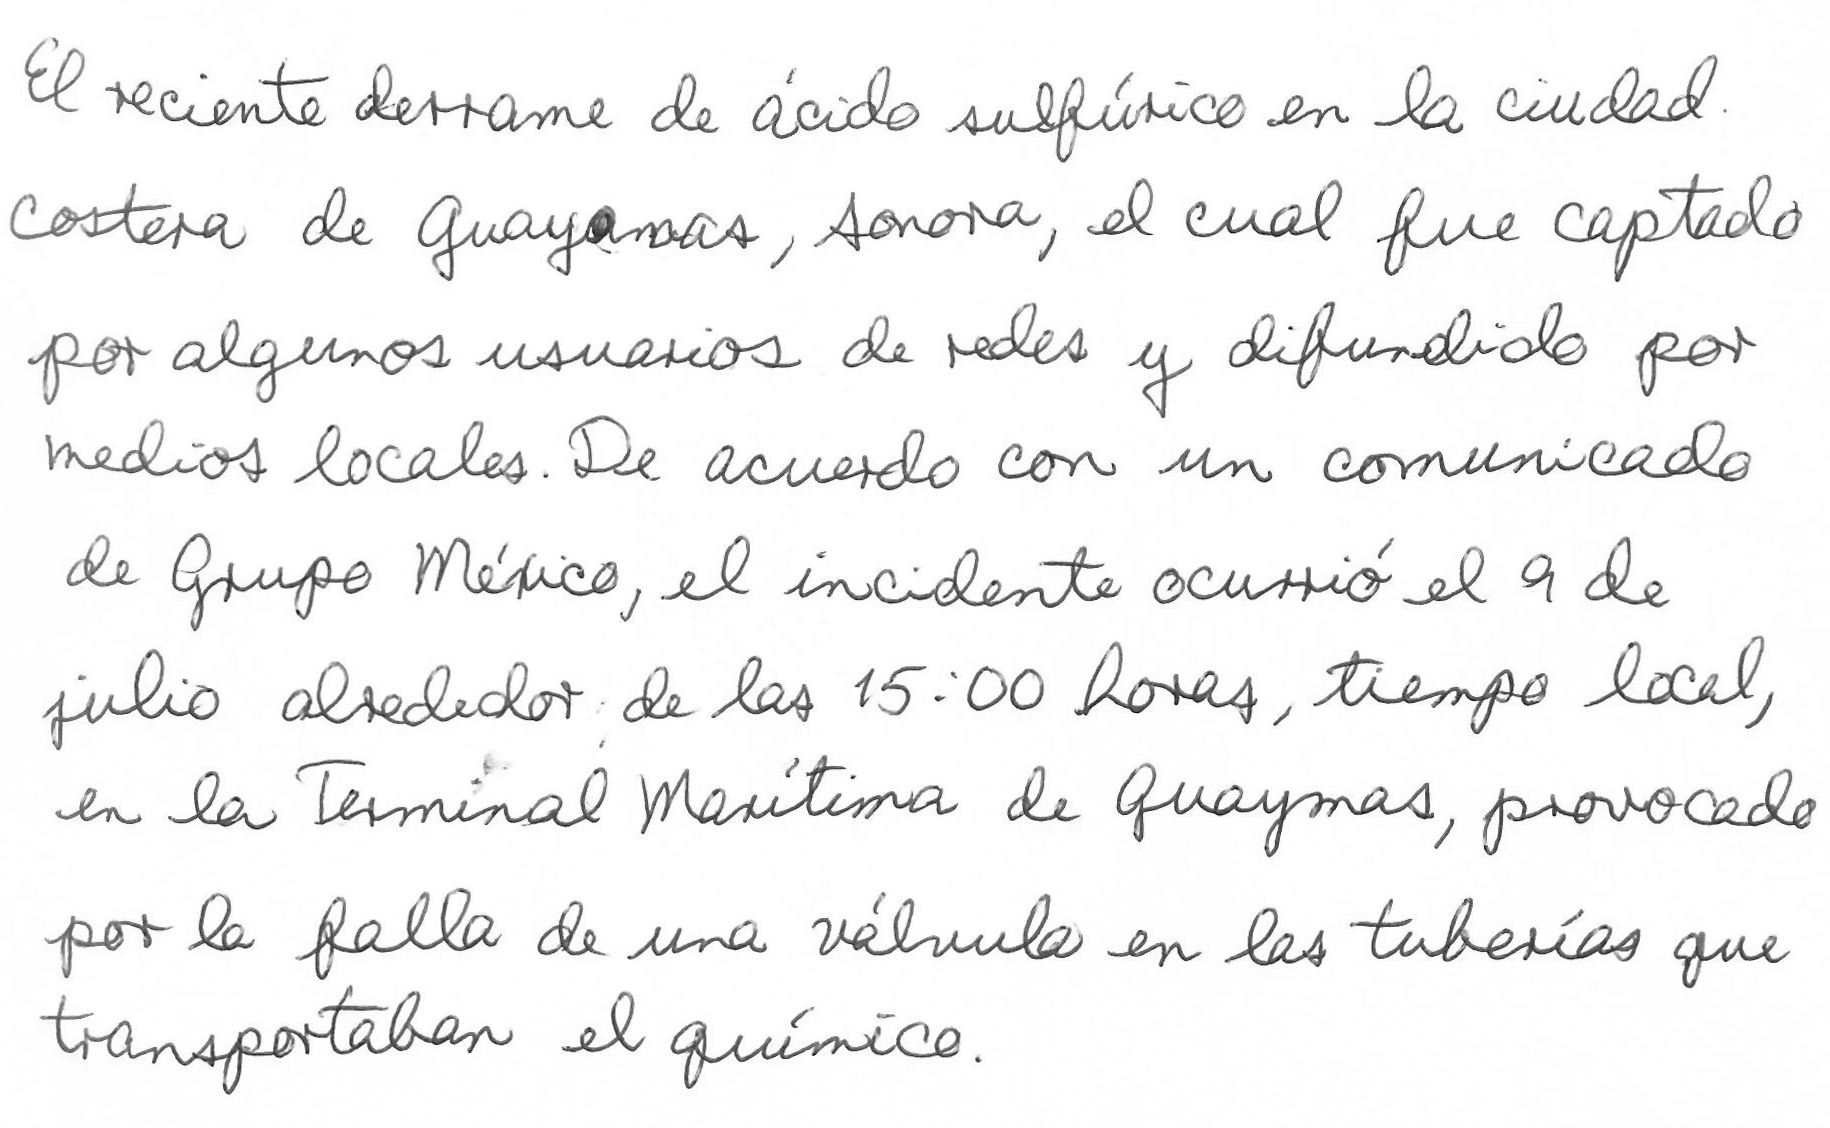 El reciente derrame de ácido sulfúrico en la ciudad
costera de Guayamas, Sonora, el cual fue captado
por algunos usuarios de redes y difundido por
medios locales. De acuerdo con un comunicado
de Grupo México, el incidente ocurrió el 9 de
julio alrededor de las 15:00 horas, tiempo local,
en la Terminal Marítima de Guaymas, provocado
por la falla de una válvula en las tuberías que
transportaban el químico.